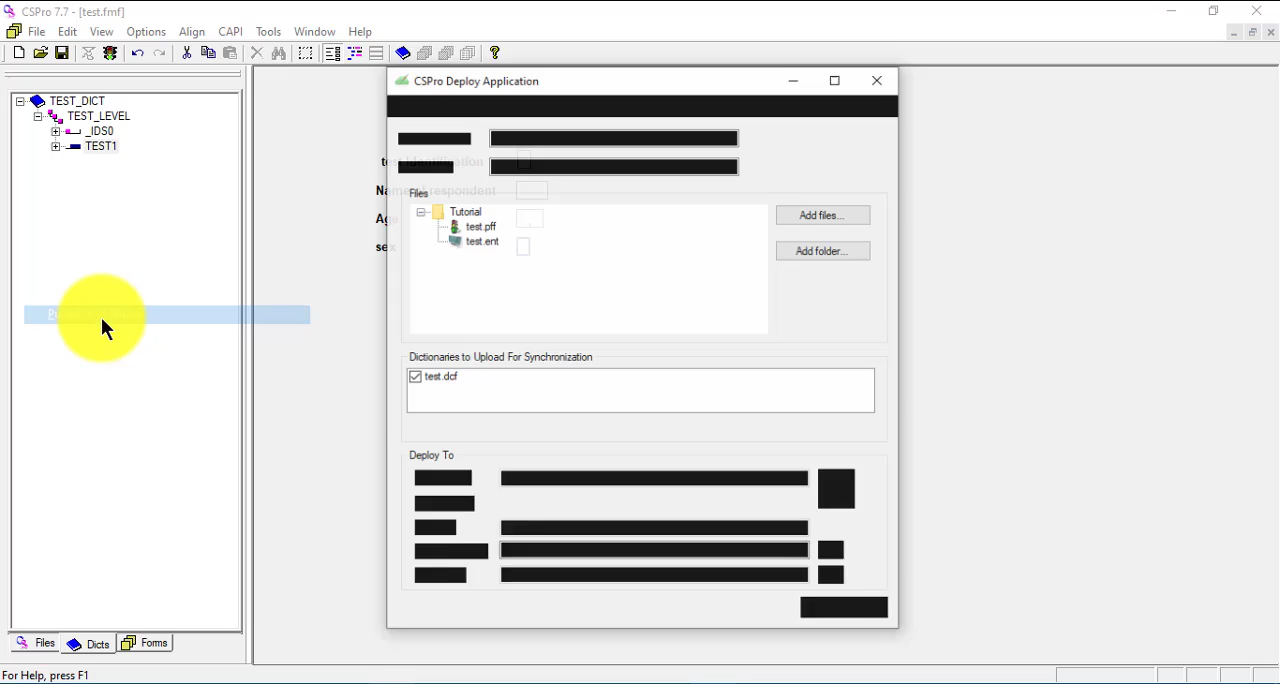 CSPro 7.7 - [test.fmf]
File Edit View Options Align CAPI Tools Window Help
CSPro Deploy Application
TEST_DICT
TEST_LEVEL
_IDS0
TEST1
Files
Tutorial
test.pff
test.ent
Add files...
Add folder...
Dictionaries to Upload For Synchronization
test.dcf
Deploy To
Files Dicts Forms
For Help, press F1